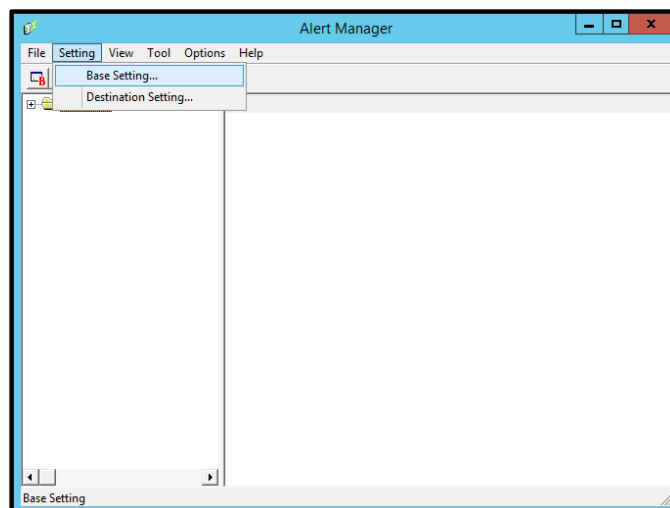 Alert Manager
File Setting View Tool Options Help
Base Setting...
Destination Setting...
Base Setting